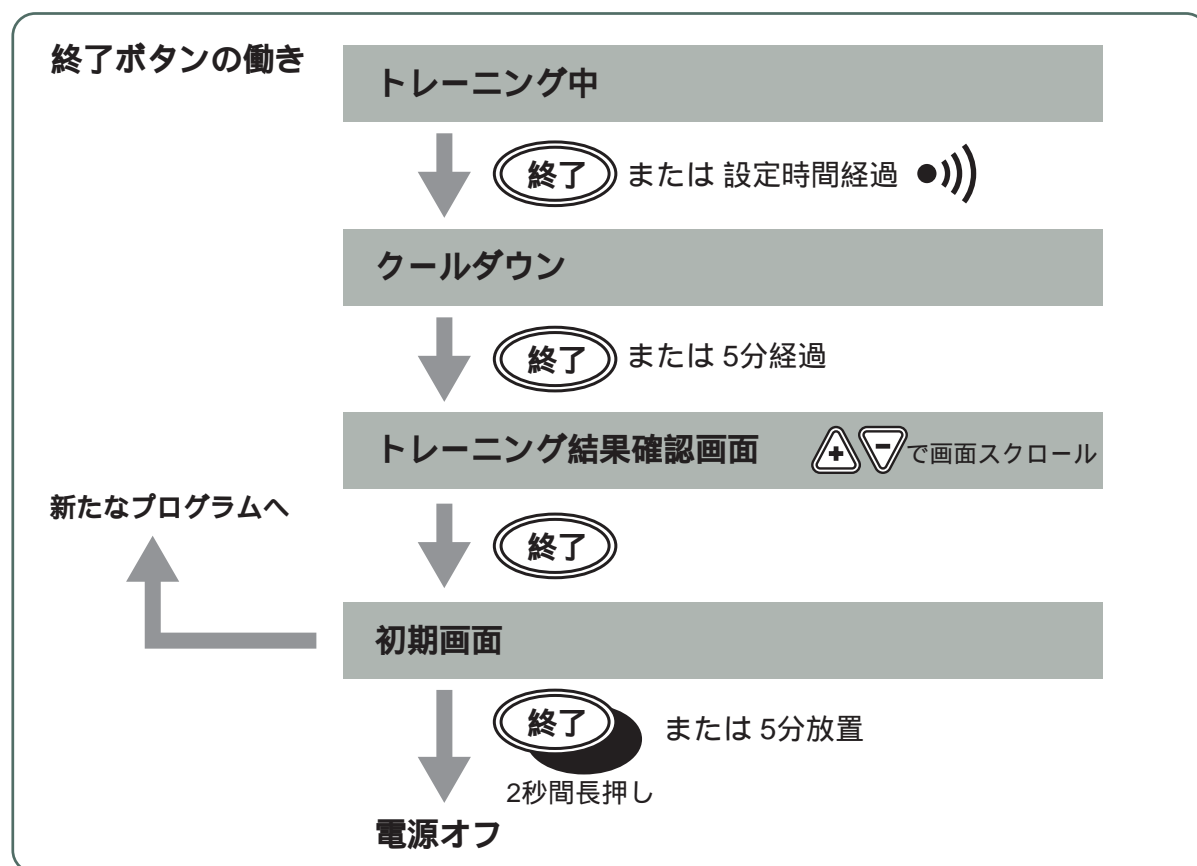 終了ボタンの働き
トレーニング中
終了 または 設定時間経過
クールダウン
終了 または 5分経過
トレーニング結果確認画面 + - で画面スクロール
新たなプログラムへ
終了
初期画面
終了 または 5分放置
2秒間長押し
電源オフ